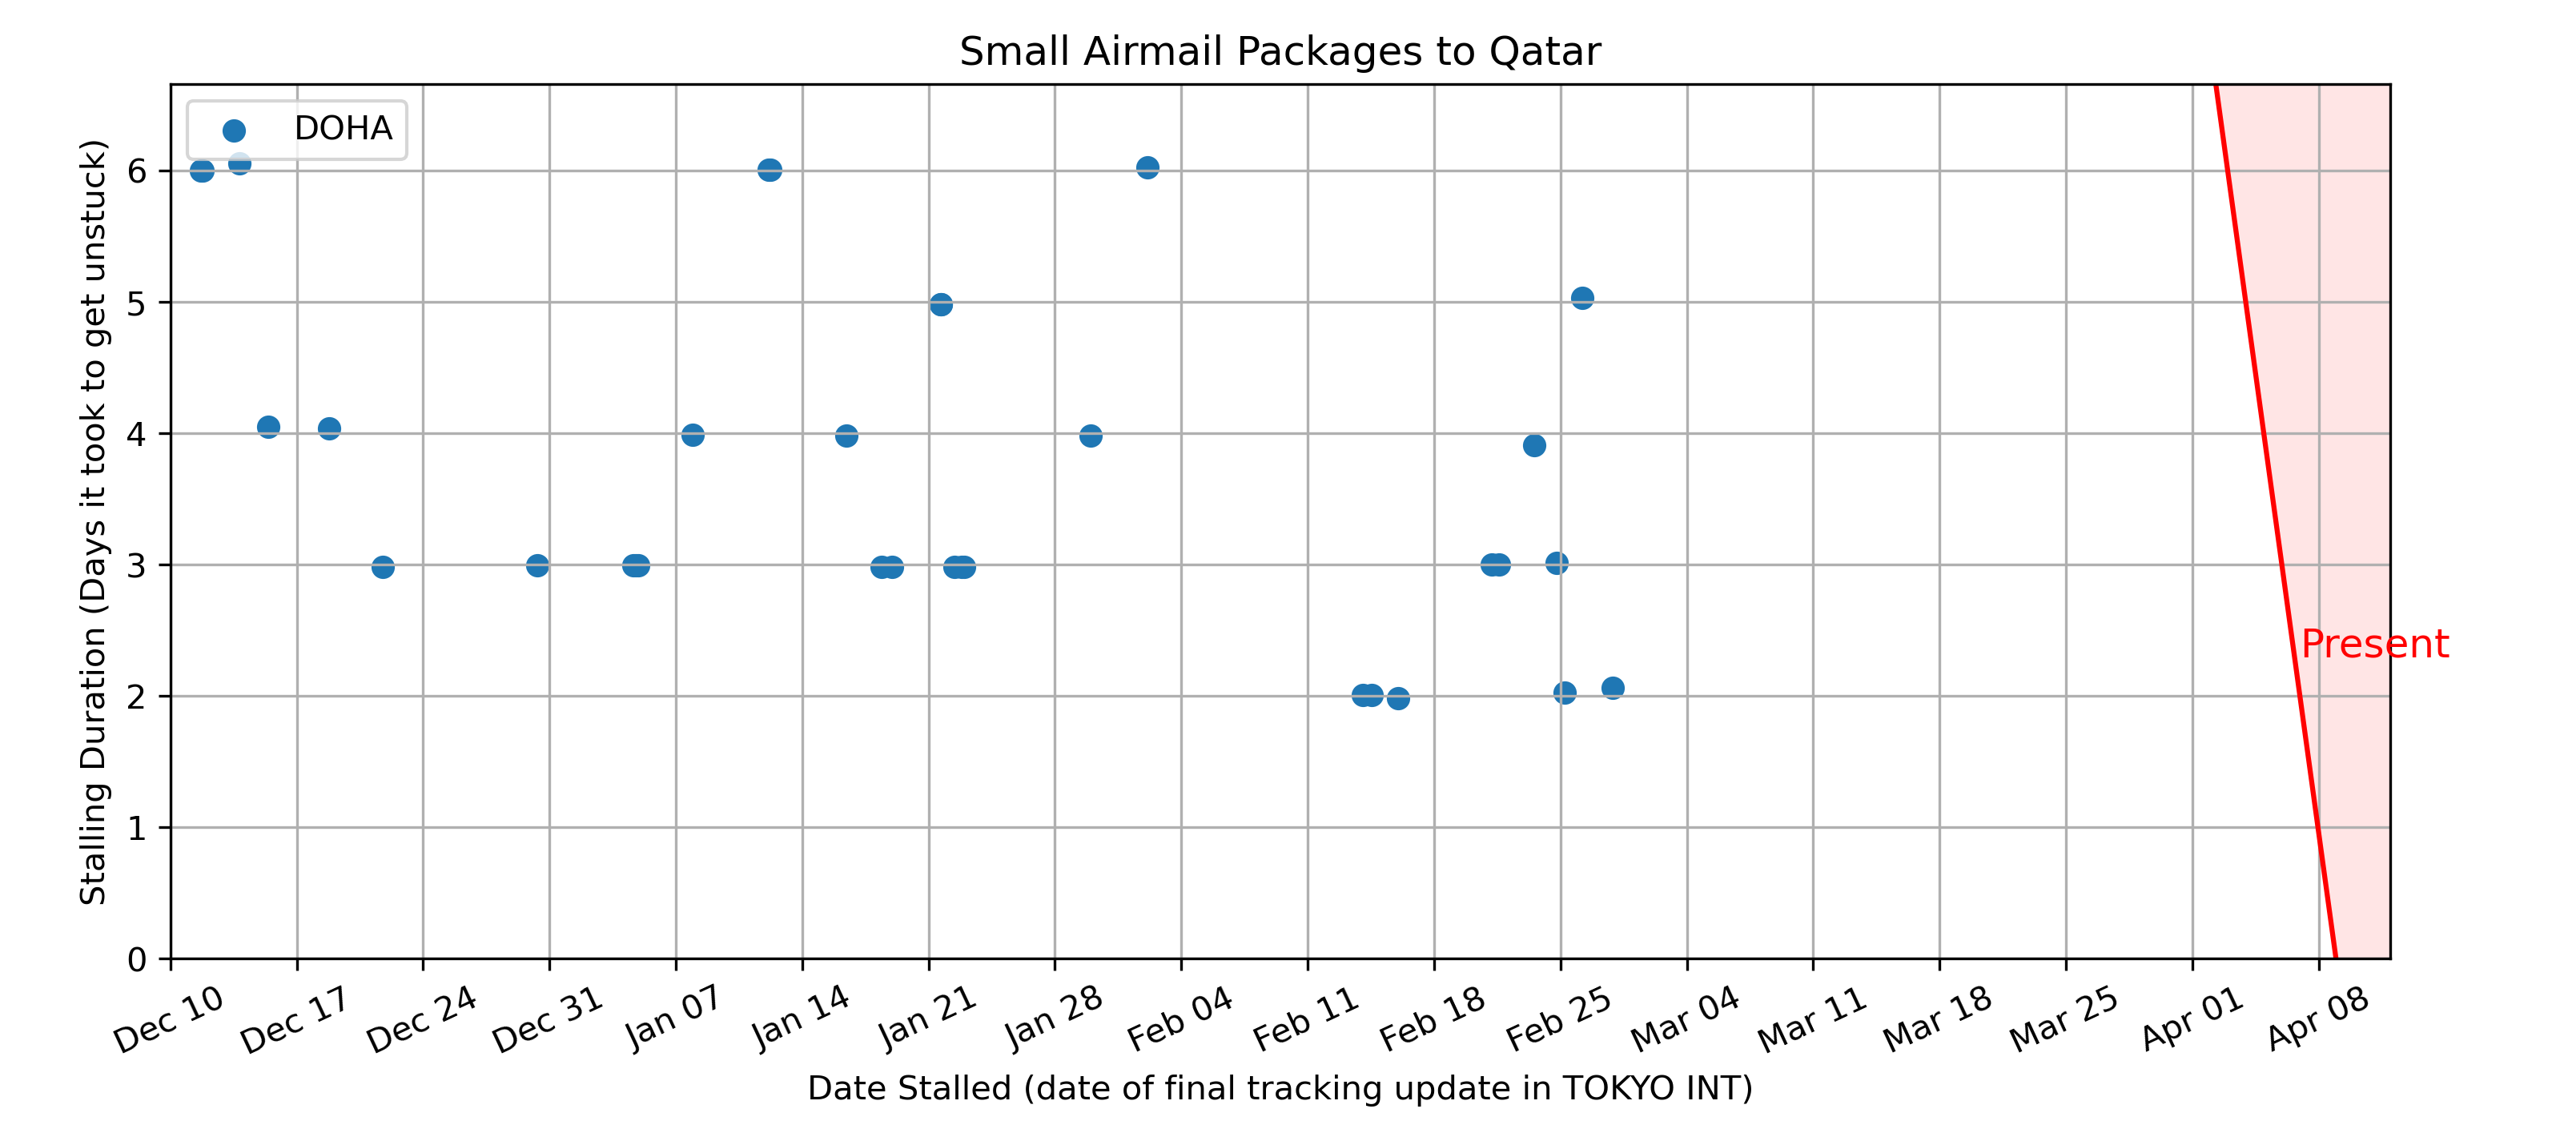 Small Airmail Packages to Qatar
DOHA
Stalling Duration (Days it took to get unstuck)
6
5
4
3
2
1
0
Present
Dec 10 Dec 17 Dec 24 Dec 31 Jan 07 Jan 14 Jan 21 Jan 28 Feb 04 Feb 11 Feb 18 Feb 25 Mar 04 Mar 11 Mar 18 Mar 25 Apr 01 Apr 08
Date Stalled (date of final tracking update in TOKYO INT)